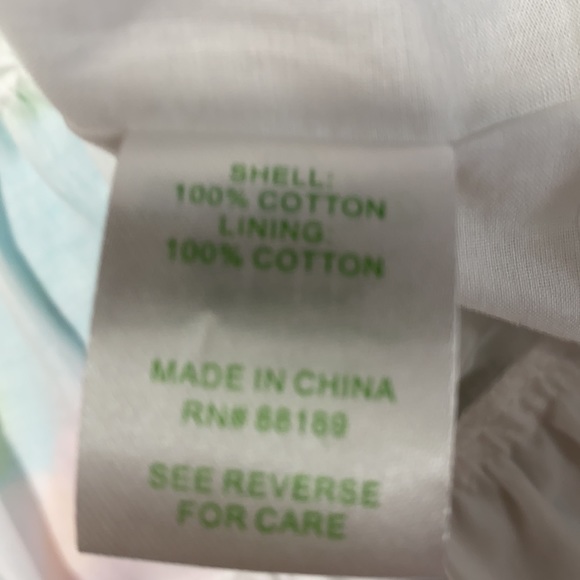 SHELL:
100% COTTON
LINING:
100% COTTON
MADE IN CHINA
RN# 88189
SEE REVERSE
FOR CARE